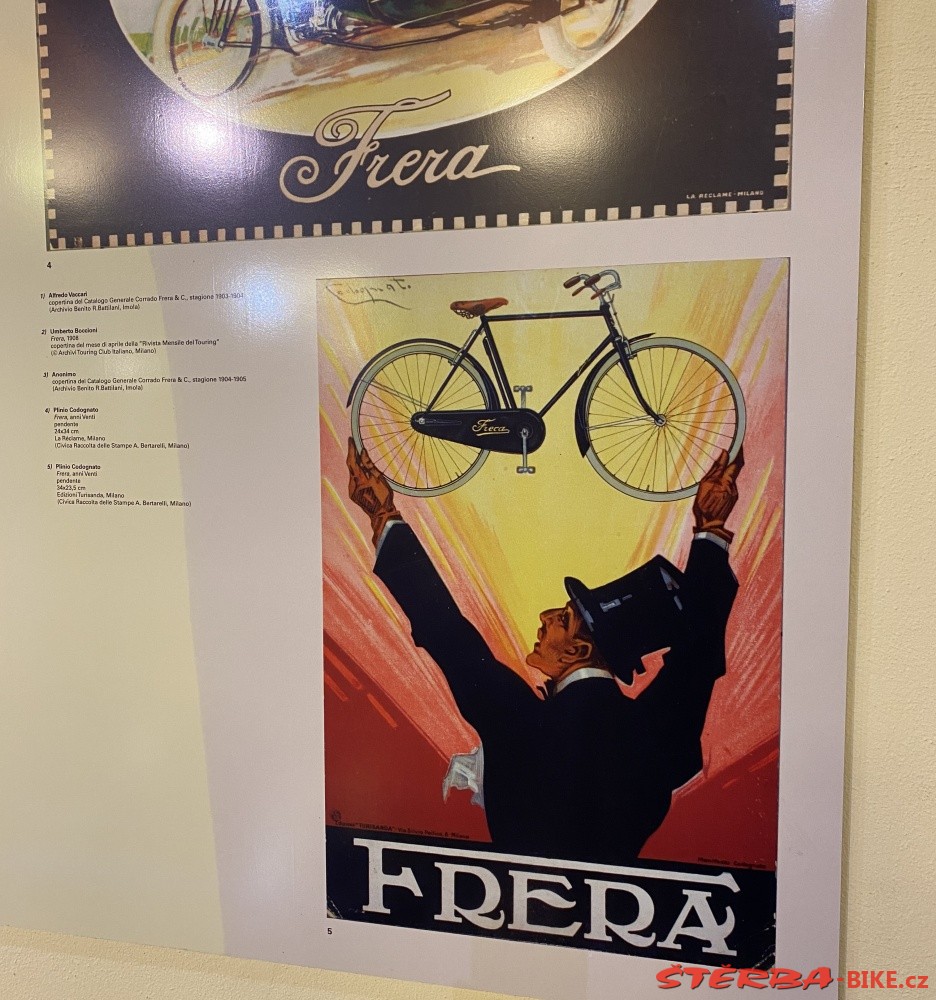 Frera
LA RÉCLAME - MILANO
4
1) Alfredo Vaccari
copertina del Catalogo Generale Corrado Frera & C., stagione 1903-1904
(Archivio Benito R.Battilani, Imola)
2) Umberto Boccioni
Frera, 1908
copertina del mese di aprile della "Rivista Mensile del Touring"
(© Archivi Touring Club Italiano, Milano)
3) Anonimo
copertina del Catalogo Generale Corrado Frera & C., stagione 1904-1905
(Archivio Benito R.Battilani, Imola)
4) Plinio Codognato
Frera, anni Venti
pendente
24x34 cm
La Réclame, Milano
(Civica Raccolta delle Stampe A. Bertarelli, Milano)
5) Plinio Codognato
Frera, anni Venti
pendente
34x23,5 cm
Edizioni Turisanda, Milano
(Civica Raccolta delle Stampe A. Bertarelli, Milano)
Codognato.
Frera
FRERA
5
ŠTĚRBA-BIKE.cz